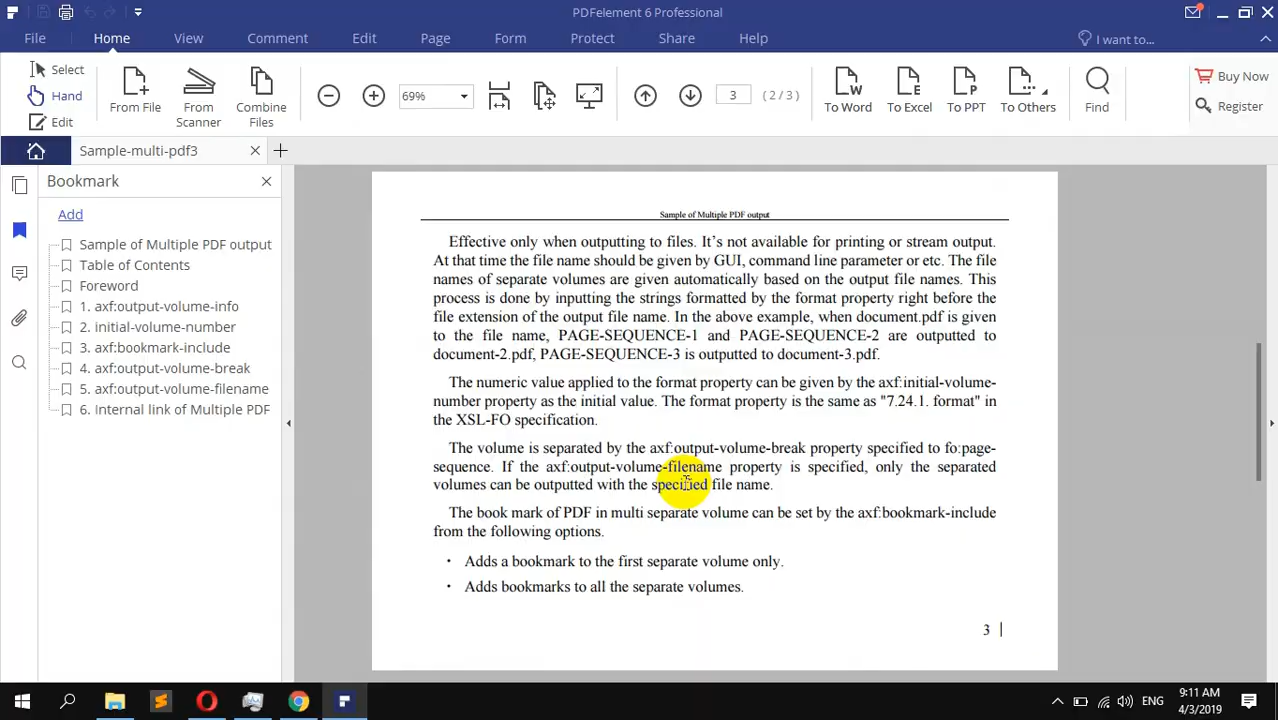 PDFelement 6 Professional
File Home View Comment Edit Page Form Protect Share Help I want to...
Select
Hand
Edit
From File
From Scanner
Combine Files
69%
3 (2/3)
To Word
To Excel
To PPT
To Others
Find
Buy Now
Register
Sample-multi-pdf3
Bookmark
Add
Sample of Multiple PDF output
Table of Contents
Foreword
1. axf:output-volume-info
2. initial-volume-number
3. axf:bookmark-include
4. axf:output-volume-break
5. axf:output-volume-filename
6. Internal link of Multiple PDF
Sample of Multiple PDF output
Effective only when outputting to files. It’s not available for printing or stream output.
At that time the file name should be given by GUI, command line parameter or etc. The file
names of separate volumes are given automatically based on the output file names. This
process is done by inputting the strings formatted by the format property right before the
file extension of the output file name. In the above example, when document.pdf is given
to the file name, PAGE-SEQUENCE-1 and PAGE-SEQUENCE-2 are outputted to
document-2.pdf, PAGE-SEQUENCE-3 is outputted to document-3.pdf.
The numeric value applied to the format property can be given by the axf:initial-volume-
number property as the initial value. The format property is the same as "7.24.1. format" in
the XSL-FO specification.
The volume is separated by the axf:output-volume-break property specified to fo:page-
sequence. If the axf:output-volume-filename property is specified, only the separated
volumes can be outputted with the specified file name.
The book mark of PDF in multi separate volume can be set by the axf:bookmark-include
from the following options.
· Adds a bookmark to the first separate volume only.
· Adds bookmarks to all the separate volumes.
3
ENG
9:11 AM
4/3/2019